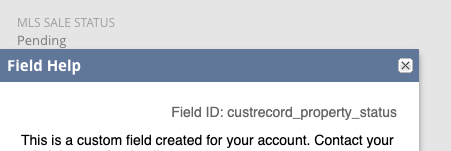 MLS SALE STATUS
Pending
Field Help
Field ID: custrecord_property_status
This is a custom field created for your account. Contact your